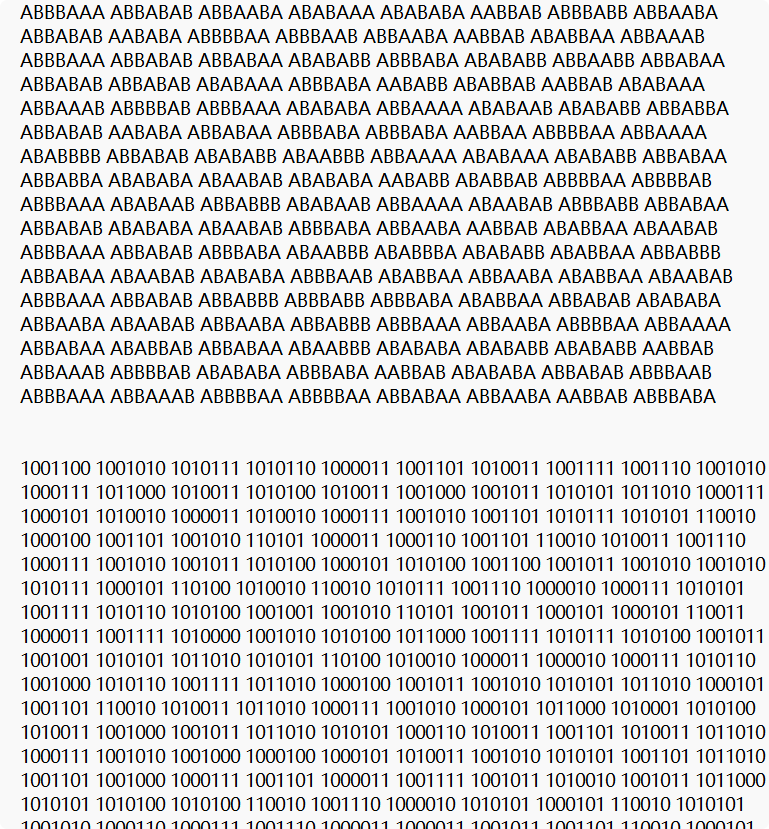 ABBBAAA ABBABAB ABBAABA ABABAAA ABABABA AABBAB ABBBABB ABBAABA
ABBABAB AABABA ABBBBAA ABBBAAB ABBAABA AABBAB ABABBAA ABBAAAB
ABBBAAA ABBABAB ABBABAA ABABABB ABBBABA ABABABB ABBAABB ABBABAA
ABBABAB ABBABAB ABABAAA ABBBABA AABABB ABABBAB AABBAB ABABAAA
ABBAAAB ABBBBAB ABBBAAA ABABABA ABBAAAA ABABAAB ABABABB ABBABBA
ABBABAB AABABA ABBABAA ABBBABA ABBBABA AABBAA ABBBBAA ABBAAAA
ABABBBB ABBABAB ABABABB ABAABBB ABBAAAA ABABAAA ABABABB ABBABAA
ABBABBA ABABABA ABAABAB ABABABA AABABB ABABBAB ABBBBAA ABBBBAB
ABBBAAA ABABAAB ABBABBB ABABAAB ABBAAAA ABAABAB ABBBABB ABBABAA
ABBABAB ABABABA ABAABAB ABBBABA ABBAABA AABBAB ABABBAA ABAABAB
ABBBAAA ABBABAB ABBBABA ABAABBB ABABBBA ABABABB ABABBAA ABBABBB
ABBABAA ABAABAB ABABABA ABBBAAB ABABBAA ABBAABA ABABBAA ABAABAB
ABBBAAA ABBABAB ABBABBB ABBBABB ABBBABA ABABBAA ABBABAB ABABABA
ABBAABA ABAABAB ABBAABA ABBABBB ABBBAAA ABBAABA ABBBBAA ABBAAAA
ABBABAA ABABBAB ABBABAA ABAABBB ABABABA ABABABB ABABABB AABBAB
ABBAAAB ABBBBAB ABABABA ABBBABA AABBAB ABABABA ABBABAB ABBBAAB
ABBBAAA ABBAAAB ABBBBAA ABBBBAA ABBABAA ABBAABA AABBAB ABBBABA
1001100 1001010 1010111 1010110 1000011 1001101 1010011 1001111 1001110 1001010
1000111 1011000 1010011 1010100 1010011 1001000 1001011 1010101 1011010 1000111
1000101 1010010 1000011 1010010 1000111 1001010 1001101 1010111 1010101 110010
1000100 1001101 1001010 110101 1000011 1000110 1001101 110010 1010011 1001110
1000111 1001010 1001011 1010100 1000101 1010100 1001100 1001011 1001010 1001010
1010111 1000101 110100 1010010 110010 1010111 1001110 1000010 1000111 1010101
1001111 1010110 1010100 1001001 1001010 110101 1001011 1000101 1000101 110011
1000011 1001111 1010000 1001010 1010100 1011000 1001111 1010111 1010100 1001011
1001001 1010101 1011010 1010101 110100 1010010 1000011 1000010 1000111 1010110
1001000 1010110 1001111 1011010 1000100 1001011 1001010 1010101 1011010 1000101
1001101 110010 1010011 1011010 1000111 1001010 1000101 1011000 1010001 1010100
1010011 1001000 1001011 1011010 1010101 1000110 1010011 1001101 1010011 1011010
1000111 1001010 1001000 1000100 1000101 1010011 1001010 1010101 1001101 1011010
1001101 1001000 1000111 1001101 1000011 1001111 1001011 1010010 1001011 1011000
1010101 1010100 1010100 110010 1001110 1000010 1010101 1000101 110010 1010101
1001010 1000110 1000111 1001110 1000011 1000011 1001011 1001101 110010 1000101